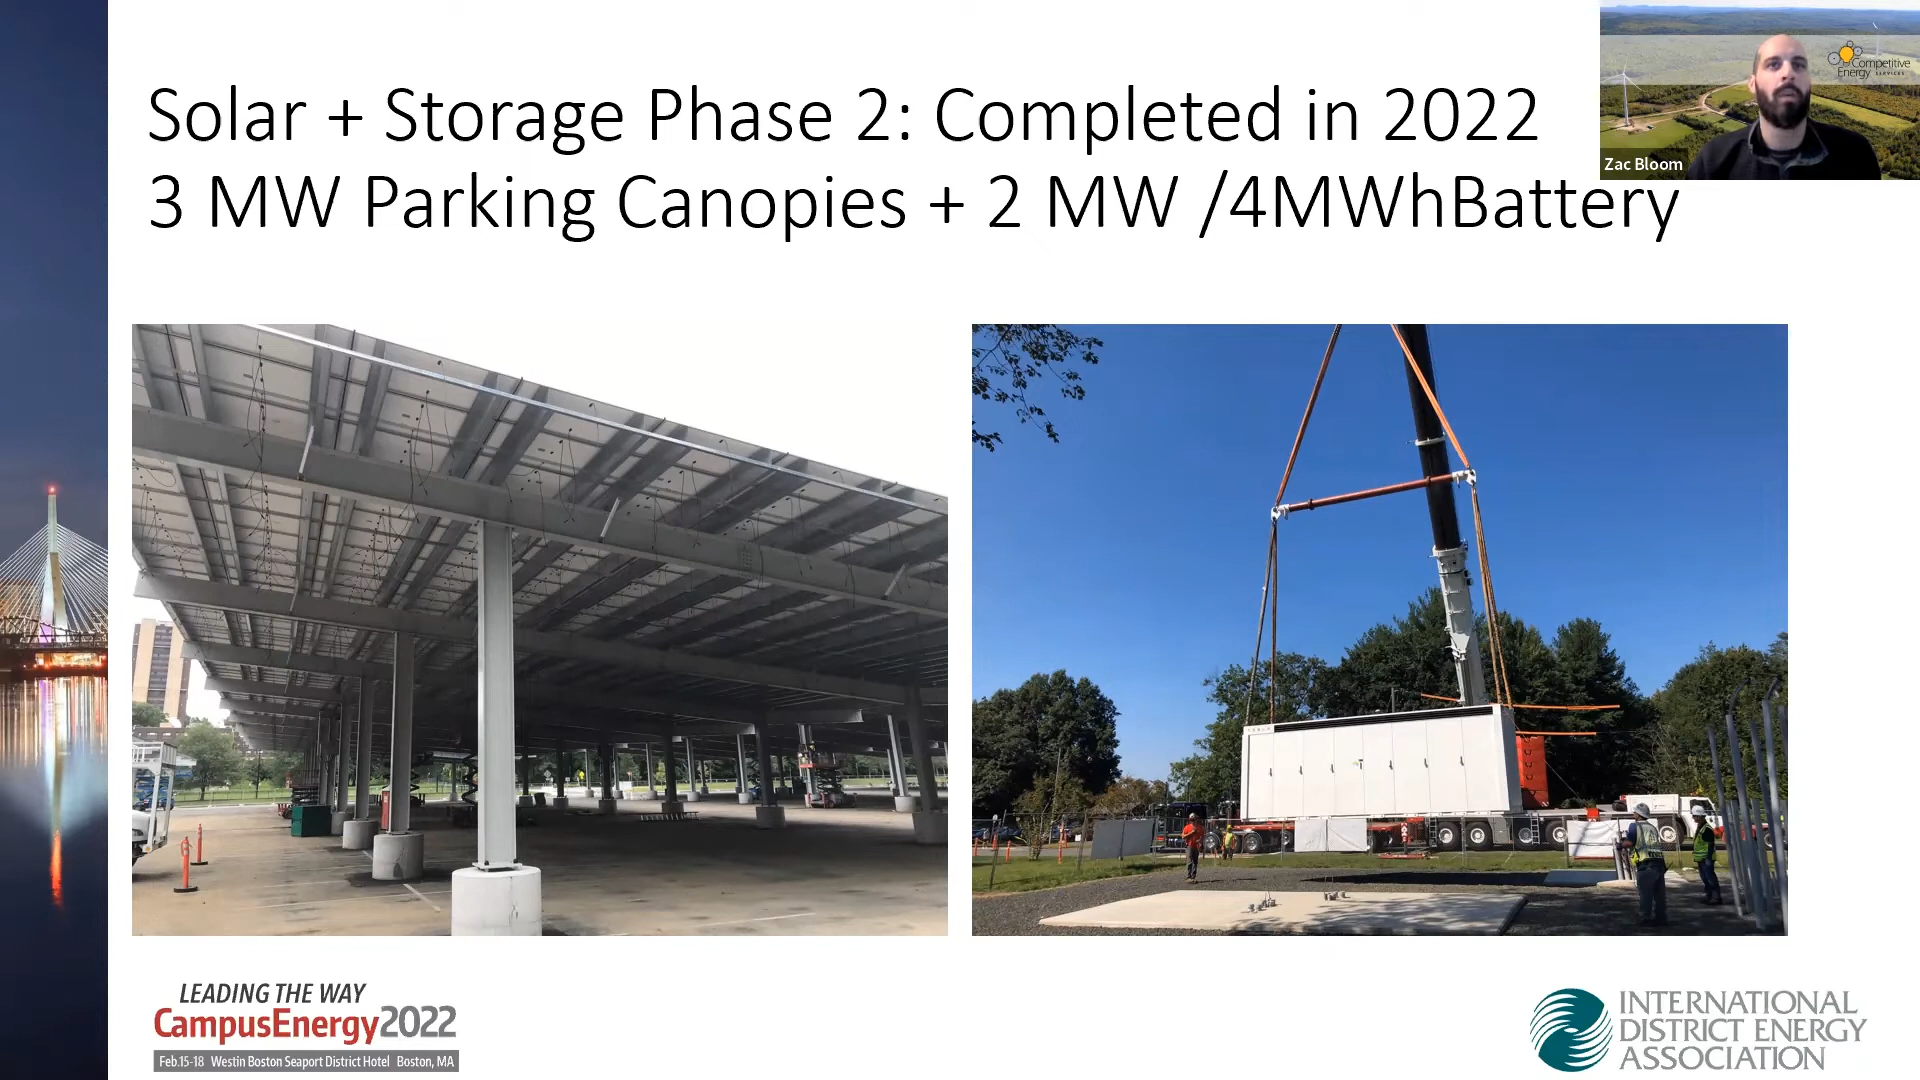 Solar + Storage Phase 2: Completed in 2022
3 MW Parking Canopies + 2 MW /4MWhBattery
Competitive
Energy SERVICES
Zac Bloom
LEADING THE WAY
CampusEnergy2022
Feb.15-18 Westin Boston Seaport District Hotel Boston, MA
INTERNATIONAL
DISTRICT ENERGY
ASSOCIATION